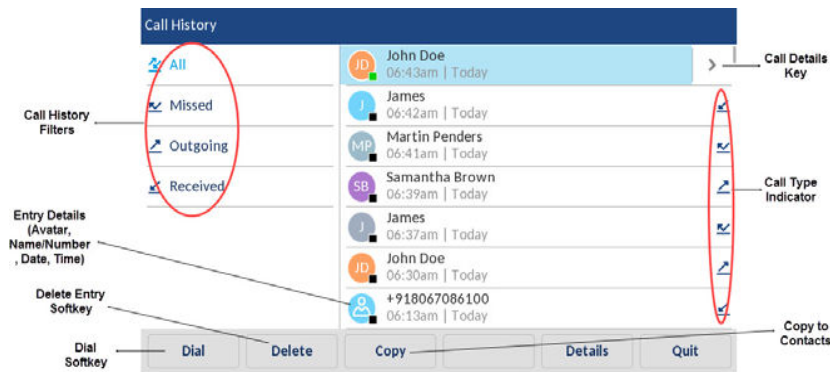 Call History
All
Missed
Outgoing
Received
JD
John Doe
06:43am | Today
J
James
06:42am | Today
MP
Martin Penders
06:41am | Today
SB
Samantha Brown
06:39am | Today
J
James
06:37am | Today
JD
John Doe
06:30am | Today
+918067086100
06:13am | Today
Dial
Delete
Copy
Details
Quit
Call History
Filters
Entry Details
(Avatar,
Name/Number
, Date, Time)
Delete Entry
Softkey
Dial
Softkey
Call Details
Key
Call Type
Indicator
Copy to
Contacts